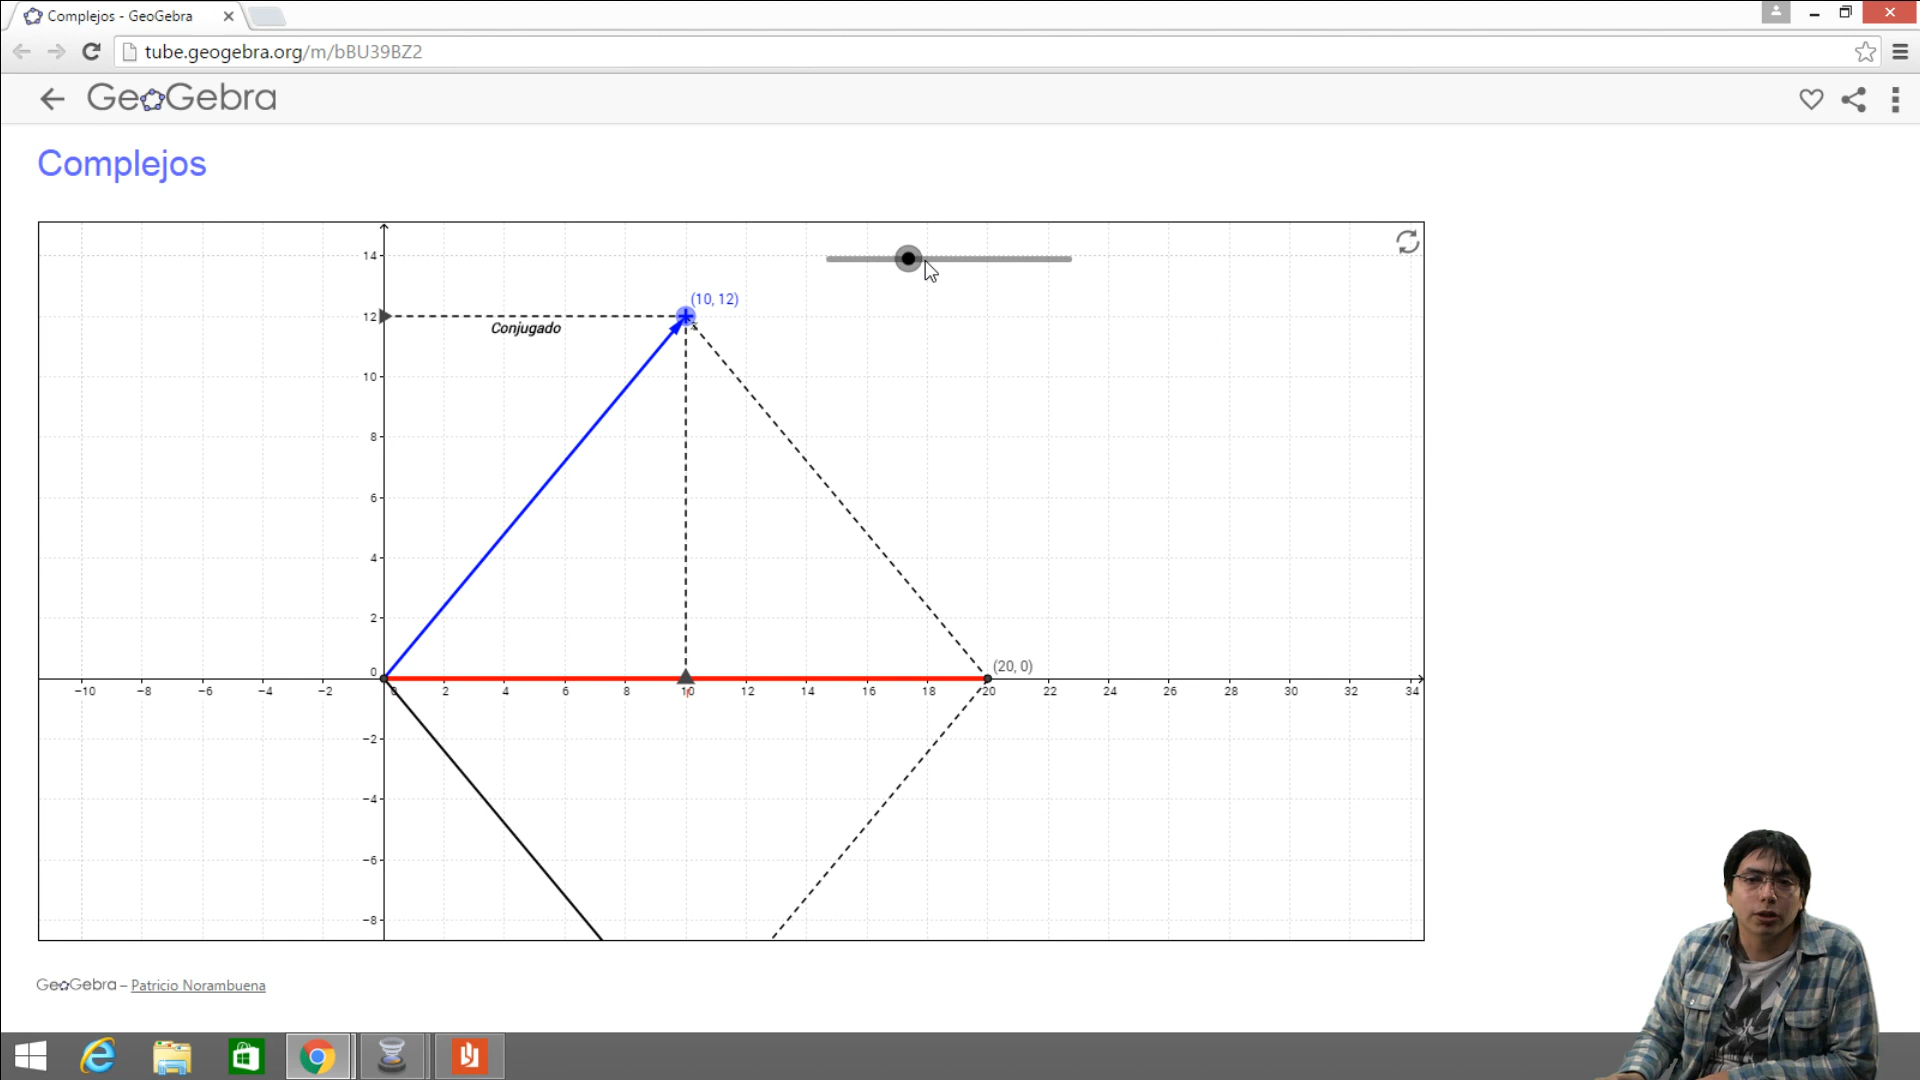 Complejos - GeoGebra
tube.geogebra.org/m/bBU39BZ2
GeoGebra
Complejos
14
(10, 12)
12
Conjugado
10
8
6
4
2
0
(20, 0)
−10 −8 −6 −4 −2 0 2 4 6 8 10 12 14 16 18 20 22 24 26 28 30 32 34
−2
−4
−6
−8
GeoGebra – Patricio Norambuena